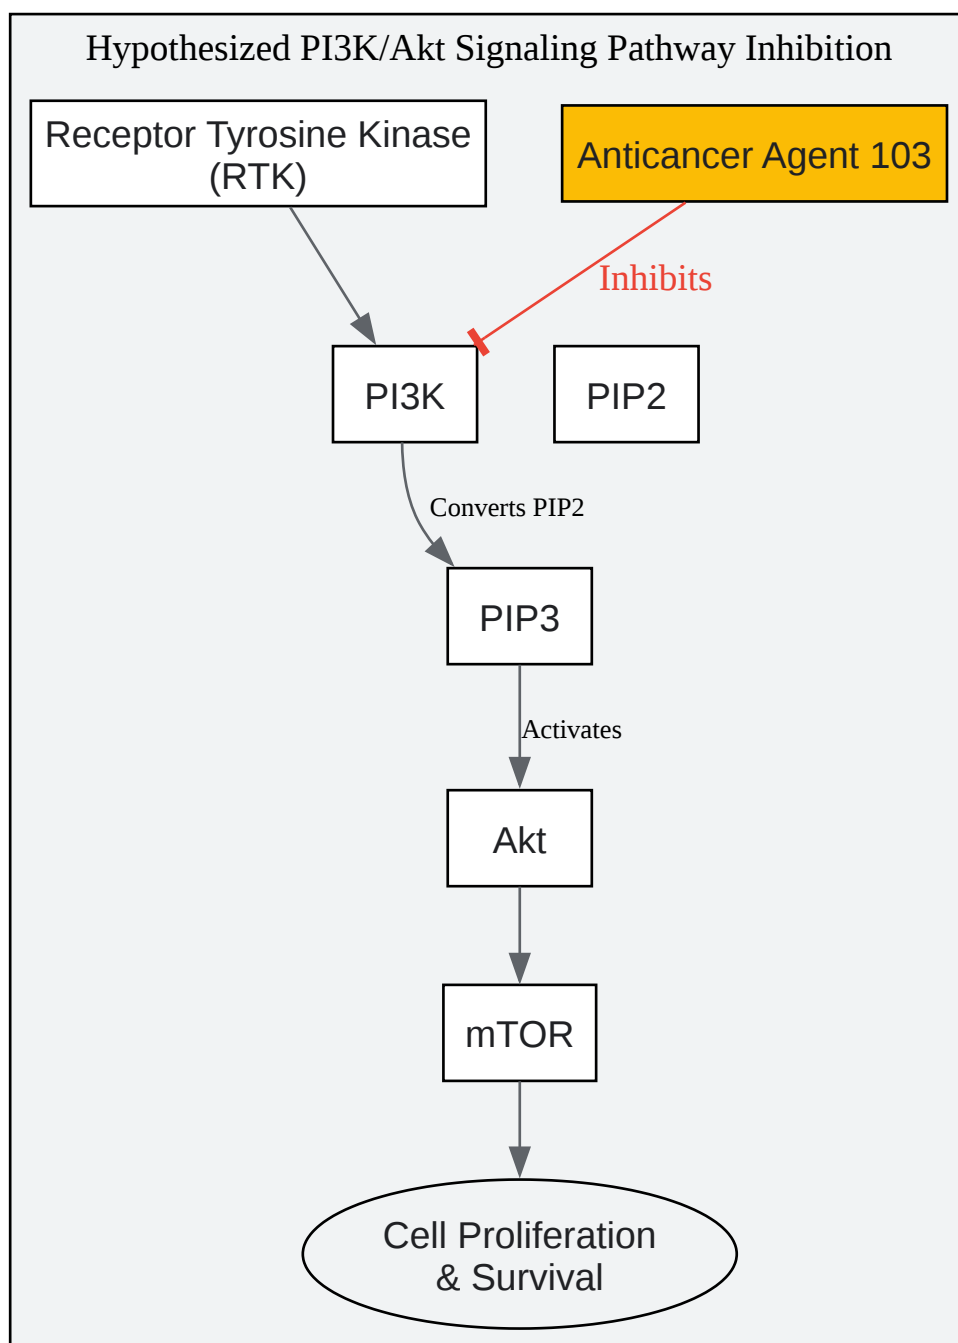 Hypothesized PI3K/Akt Signaling Pathway Inhibition
Receptor Tyrosine Kinase
(RTK)
Anticancer Agent 103
Inhibits
PI3K
PIP2
Converts PIP2
PIP3
Activates
Akt
mTOR
Cell Proliferation
& Survival